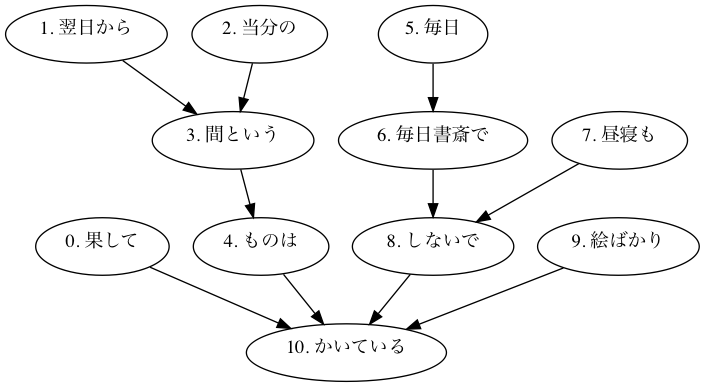 1. 翌日から
2. 当分の
5. 毎日
3. 間という
6. 毎日書斎で
7. 昼寝も
0. 果して
4. ものは
8. しないで
9. 絵ばかり
10. かいている